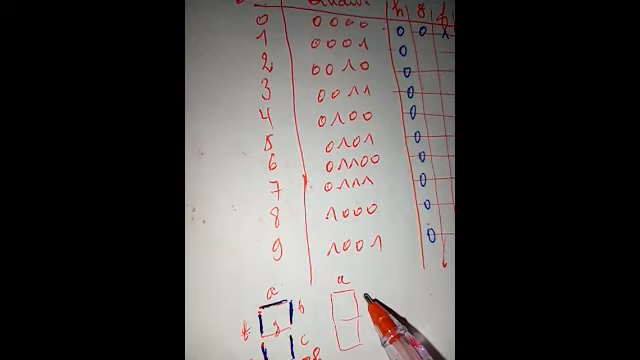 h g f
0 0000 0 0 1
1 0001 0
2 0010 0
3 0011 0
4 0100 0
5 0101 0
6 01100 0
7 0111 0
8 1000 0
9 1001 0
a a
b
f g
c